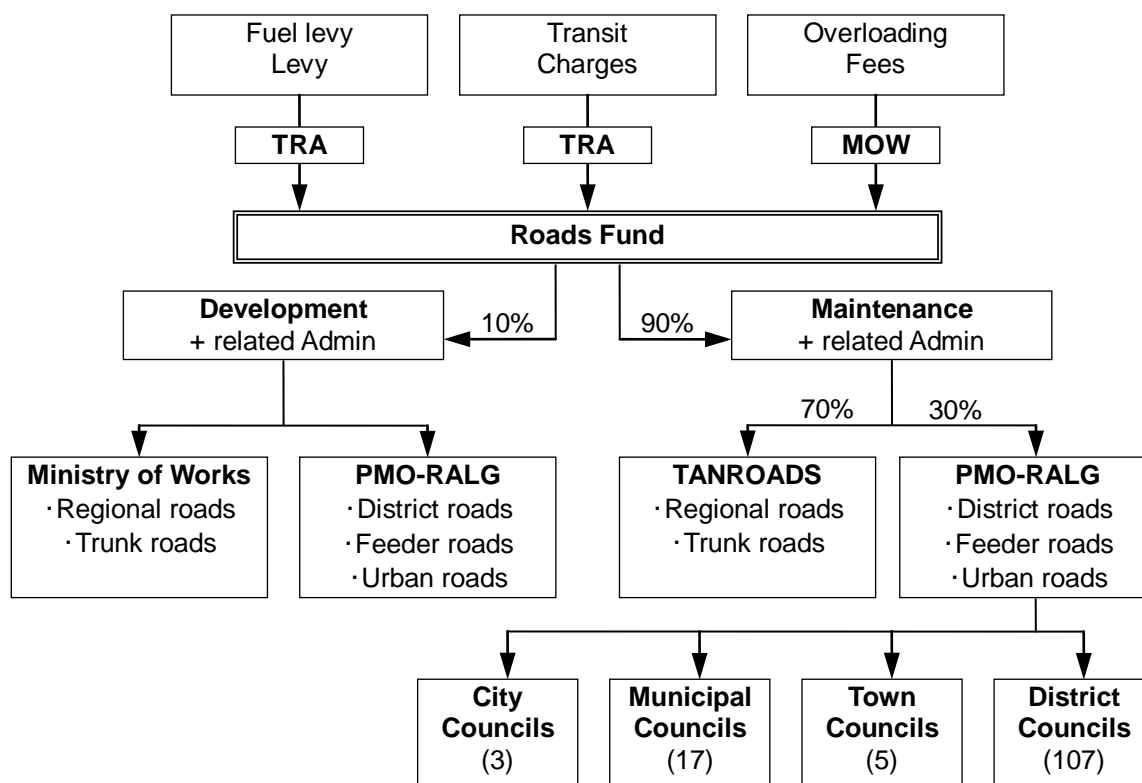 Fuel levy
Levy
Transit
Charges
Overloading
Fees
TRA
TRA
MOW
Roads Fund
Development
+ related Admin
10%
90%
Maintenance
+ related Admin
70%
30%
Ministry of Works
·Regional roads
·Trunk roads
PMO-RALG
·District roads
·Feeder roads
·Urban roads
TANROADS
·Regional roads
·Trunk roads
PMO-RALG
·District roads
·Feeder roads
·Urban roads
City
Councils
(3)
Municipal
Councils
(17)
Town
Councils
(5)
District
Councils
(107)